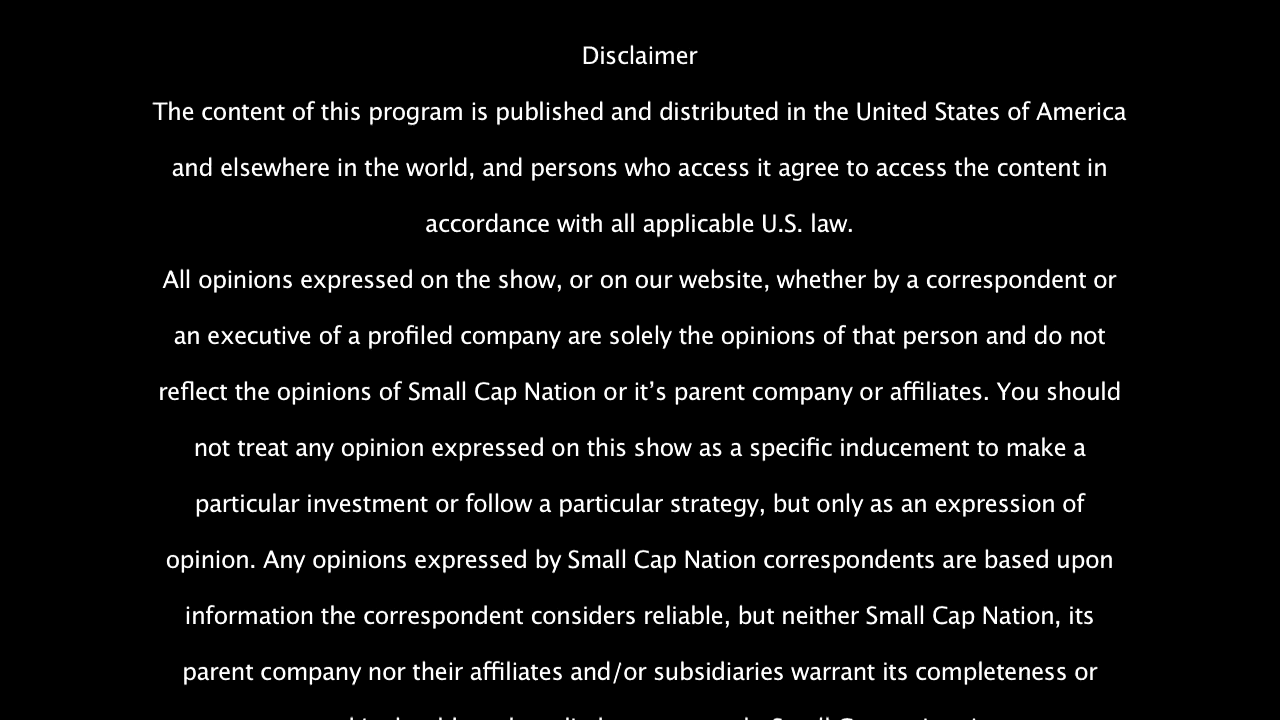 Disclaimer
The content of this program is published and distributed in the United States of America
and elsewhere in the world, and persons who access it agree to access the content in
accordance with all applicable U.S. law.
All opinions expressed on the show, or on our website, whether by a correspondent or
an executive of a profiled company are solely the opinions of that person and do not
reflect the opinions of Small Cap Nation or it’s parent company or affiliates. You should
not treat any opinion expressed on this show as a specific inducement to make a
particular investment or follow a particular strategy, but only as an expression of
opinion. Any opinions expressed by Small Cap Nation correspondents are based upon
information the correspondent considers reliable, but neither Small Cap Nation, its
parent company nor their affiliates and/or subsidiaries warrant its completeness or